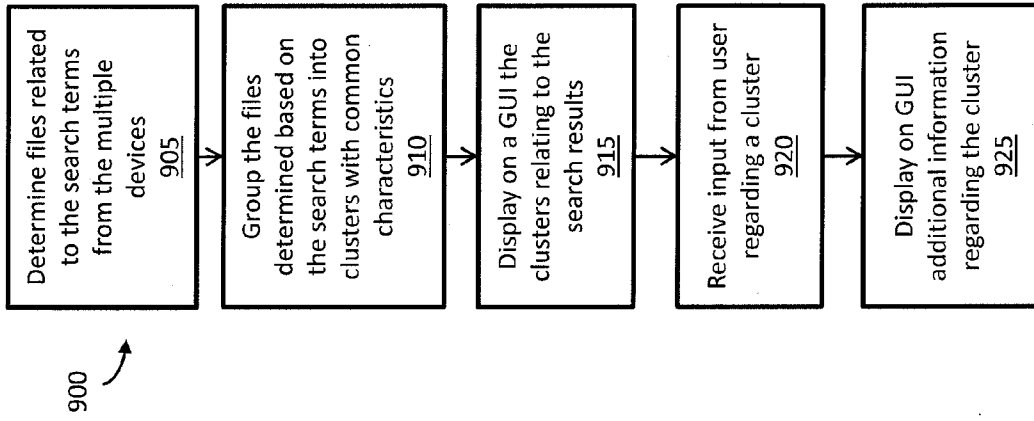 900
Determine files related
to the search terms
from the multiple
devices
905
Group the files
determined based on
the search terms into
clusters with common
characteristics
910
Display on a GUI the
clusters relating to the
search results
915
Receive input from user
regarding a cluster
920
Display on GUI
additional information
regarding the cluster
925